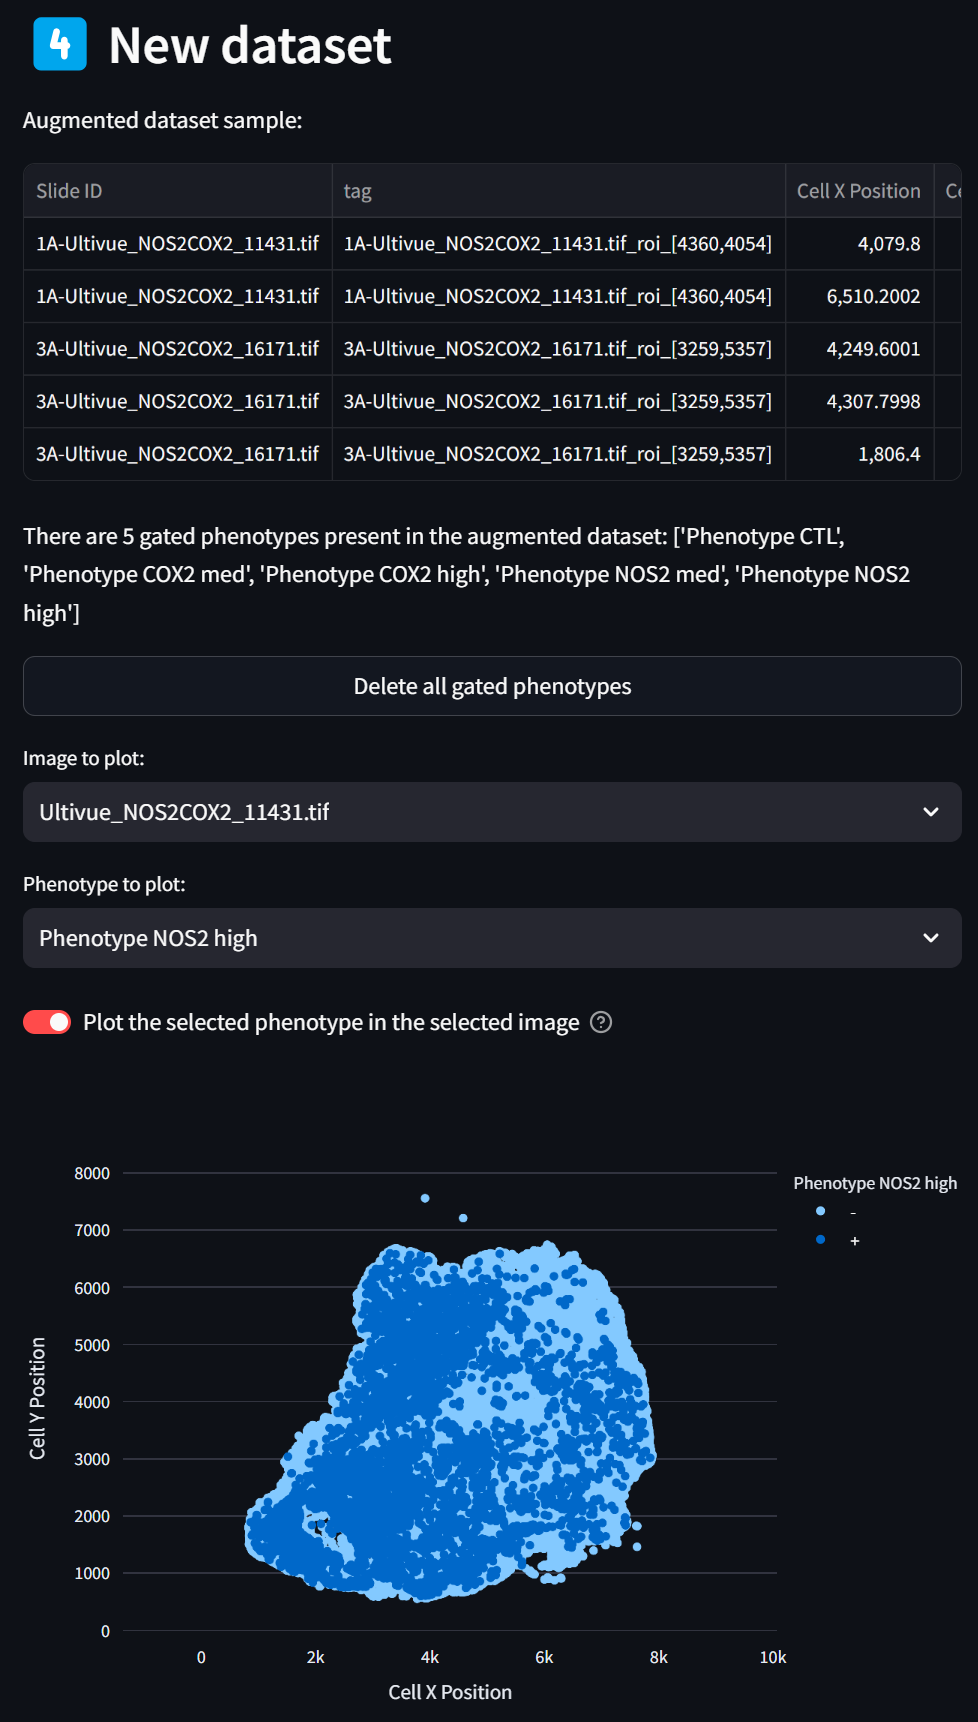 4 New dataset
Augmented dataset sample:
Slide ID tag Cell X Position
1A-Ultivue_NOS2COX2_11431.tif 1A-Ultivue_NOS2COX2_11431.tif_roi_[4360,4054] 4,079.8
1A-Ultivue_NOS2COX2_11431.tif 1A-Ultivue_NOS2COX2_11431.tif_roi_[4360,4054] 6,510.2002
3A-Ultivue_NOS2COX2_16171.tif 3A-Ultivue_NOS2COX2_16171.tif_roi_[3259,5357] 4,249.6001
3A-Ultivue_NOS2COX2_16171.tif 3A-Ultivue_NOS2COX2_16171.tif_roi_[3259,5357] 4,307.7998
3A-Ultivue_NOS2COX2_16171.tif 3A-Ultivue_NOS2COX2_16171.tif_roi_[3259,5357] 1,806.4
There are 5 gated phenotypes present in the augmented dataset: ['Phenotype CTL',
'Phenotype COX2 med', 'Phenotype COX2 high', 'Phenotype NOS2 med', 'Phenotype NOS2
high']
Delete all gated phenotypes
Image to plot:
Ultivue_NOS2COX2_11431.tif
Phenotype to plot:
Phenotype NOS2 high
Plot the selected phenotype in the selected image ?
Phenotype NOS2 high
-
+
Cell Y Position
8000
7000
6000
5000
4000
3000
2000
1000
0
0 2k 4k 6k 8k 10k
Cell X Position